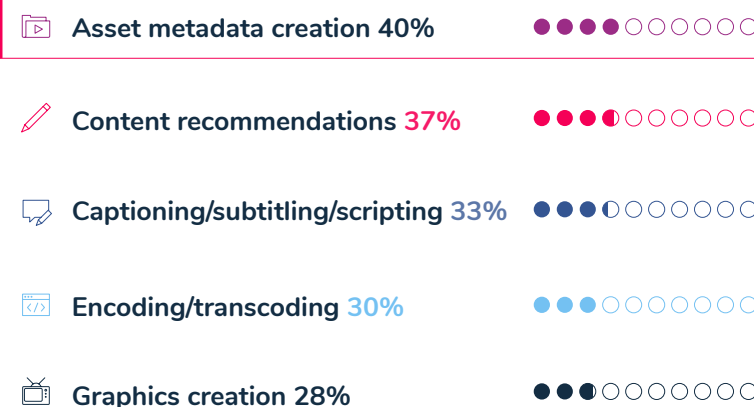 Asset metadata creation 40%
Content recommendations 37%
Captioning/subtitling/scripting 33%
Encoding/transcoding 30%
Graphics creation 28%